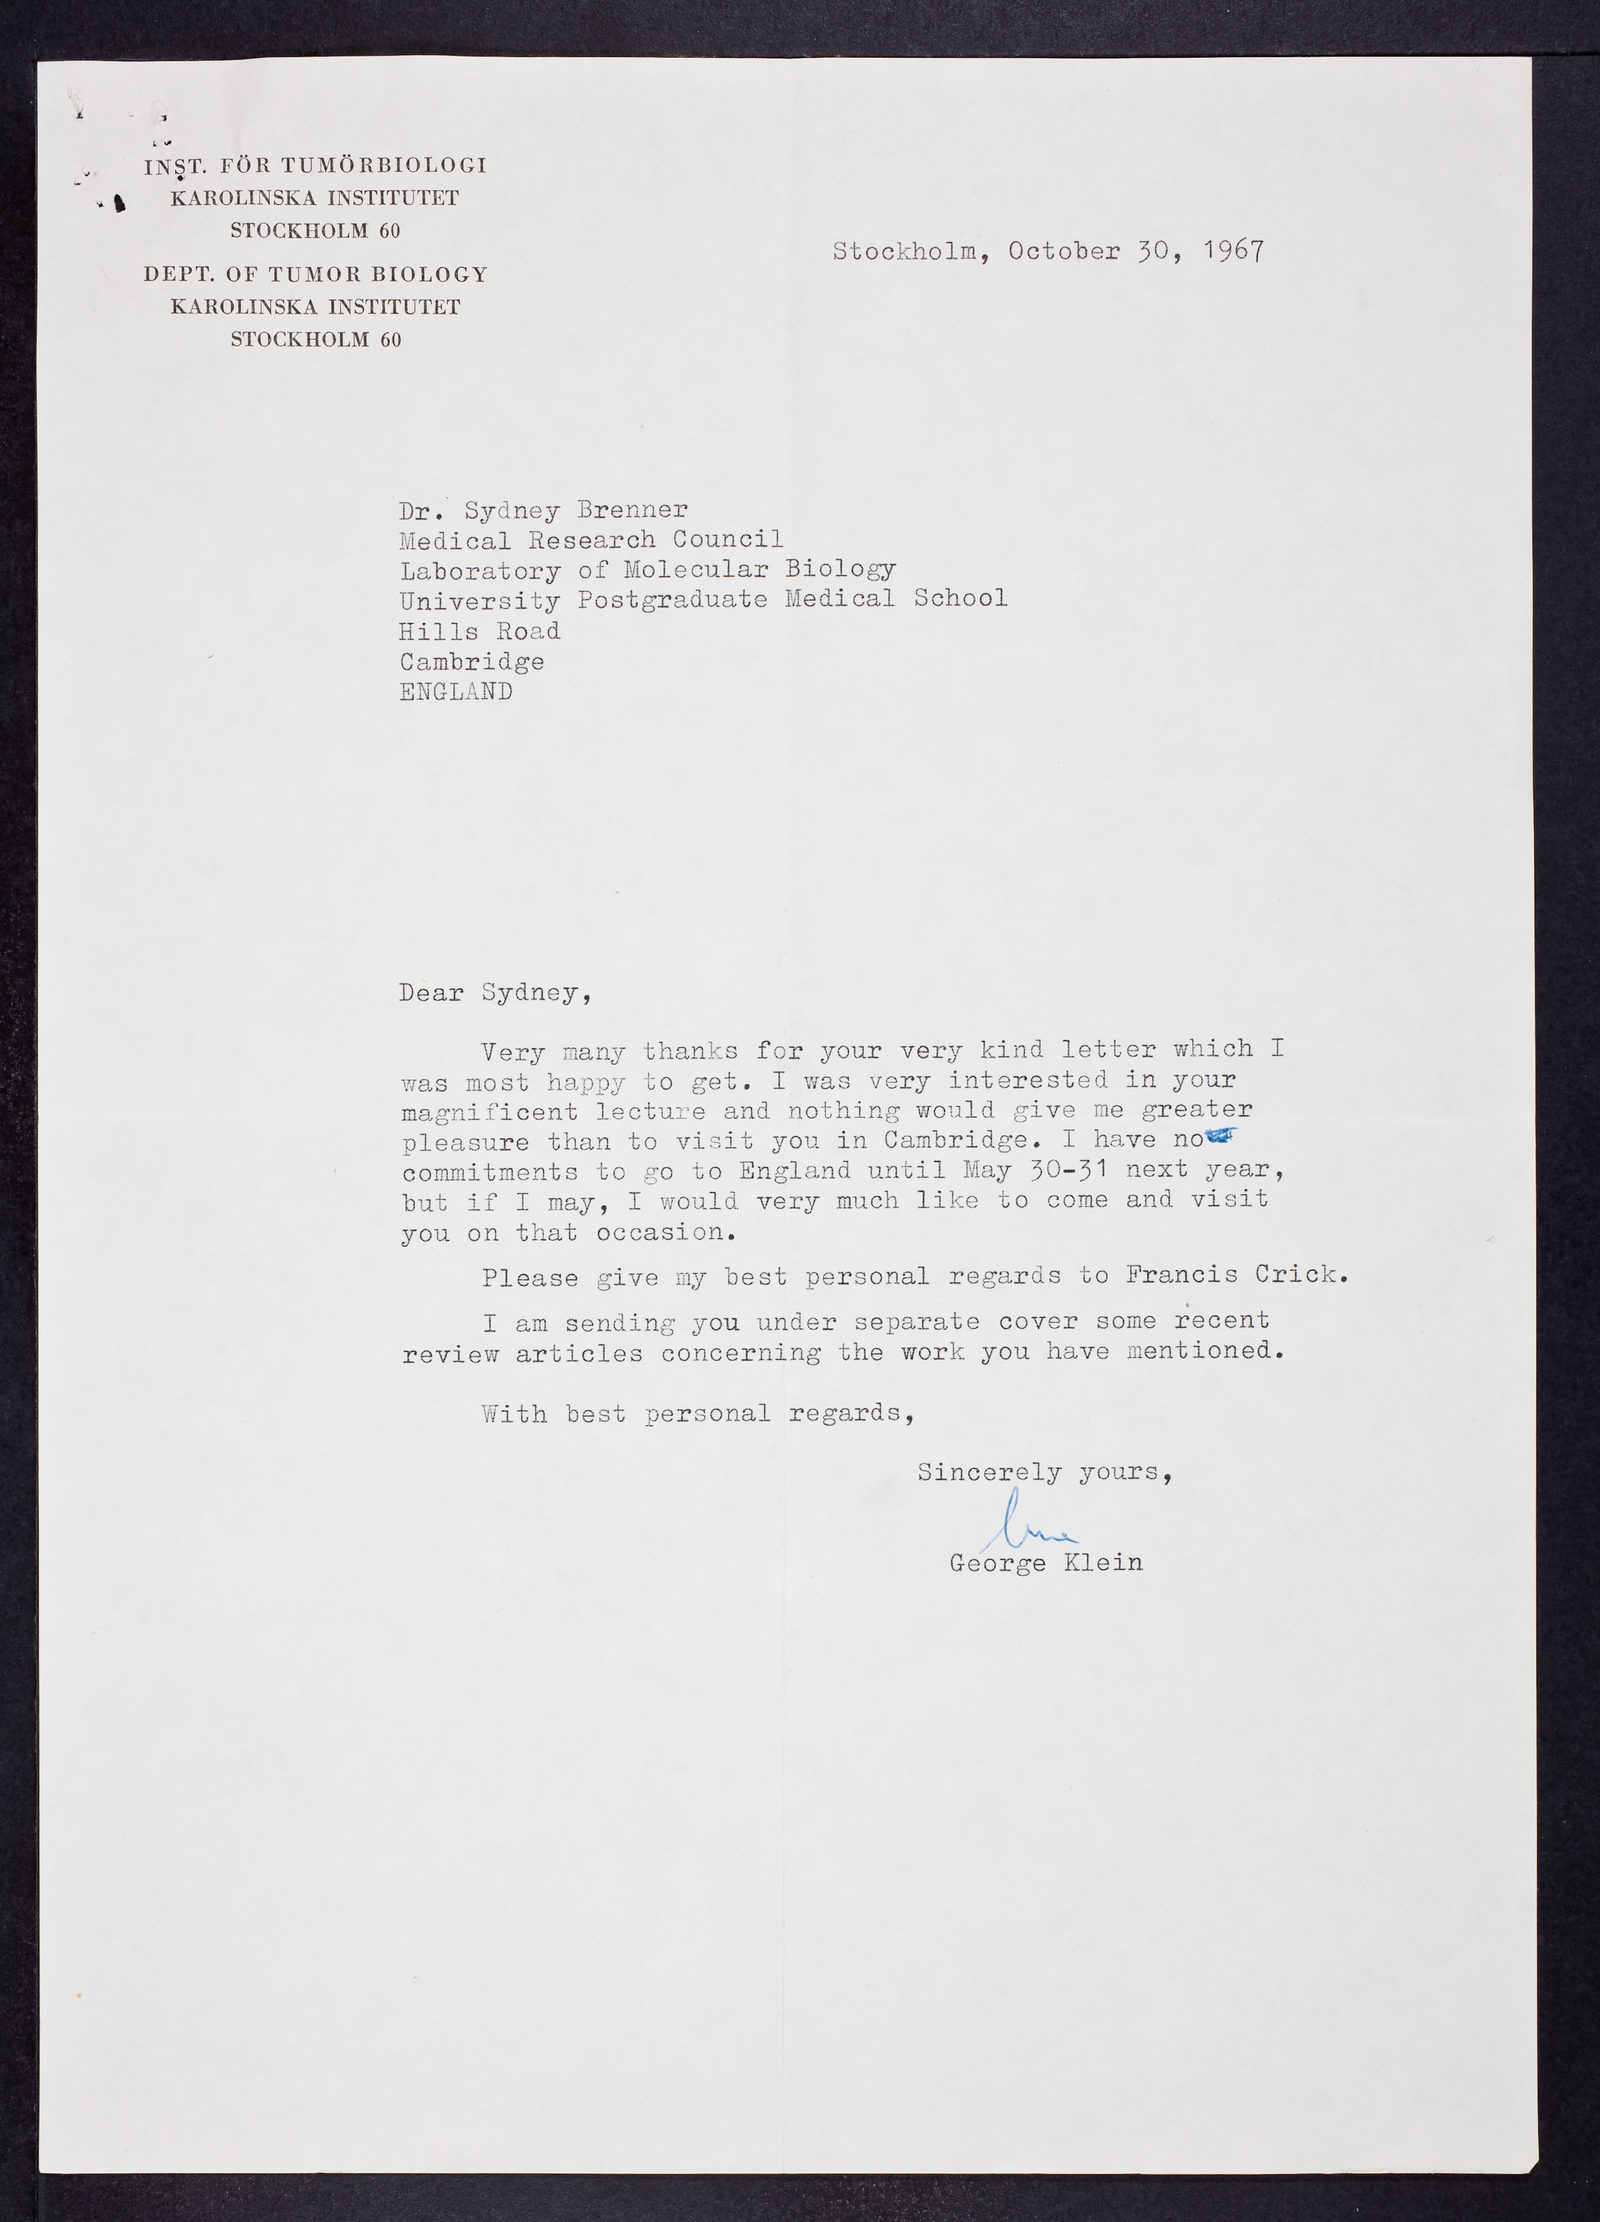 INST. FÖR TUMÖRBIOLOGI
KAROLINSKA INSTITUTET
STOCKHOLM 60
DEPT. OF TUMOR BIOLOGY
KAROLINSKA INSTITUTET
STOCKHOLM 60
Stockholm, October 30, 1967
Dr. Sydney Brenner
Medical Research Council
Laboratory of Molecular Biology
University Postgraduate Medical School
Hills Road
Cambridge
ENGLAND
Dear Sydney,
Very many thanks for your very kind letter which I
was most happy to get. I was very interested in your
magnificent lecture and nothing would give me greater
pleasure than to visit you in Cambridge. I have no
commitments to go to England until May 30-31 next year,
but if I may, I would very much like to come and visit
you on that occasion.
Please give my best personal regards to Francis Crick.
I am sending you under separate cover some recent
review articles concerning the work you have mentioned.
With best personal regards,
Sincerely yours,
George Klein